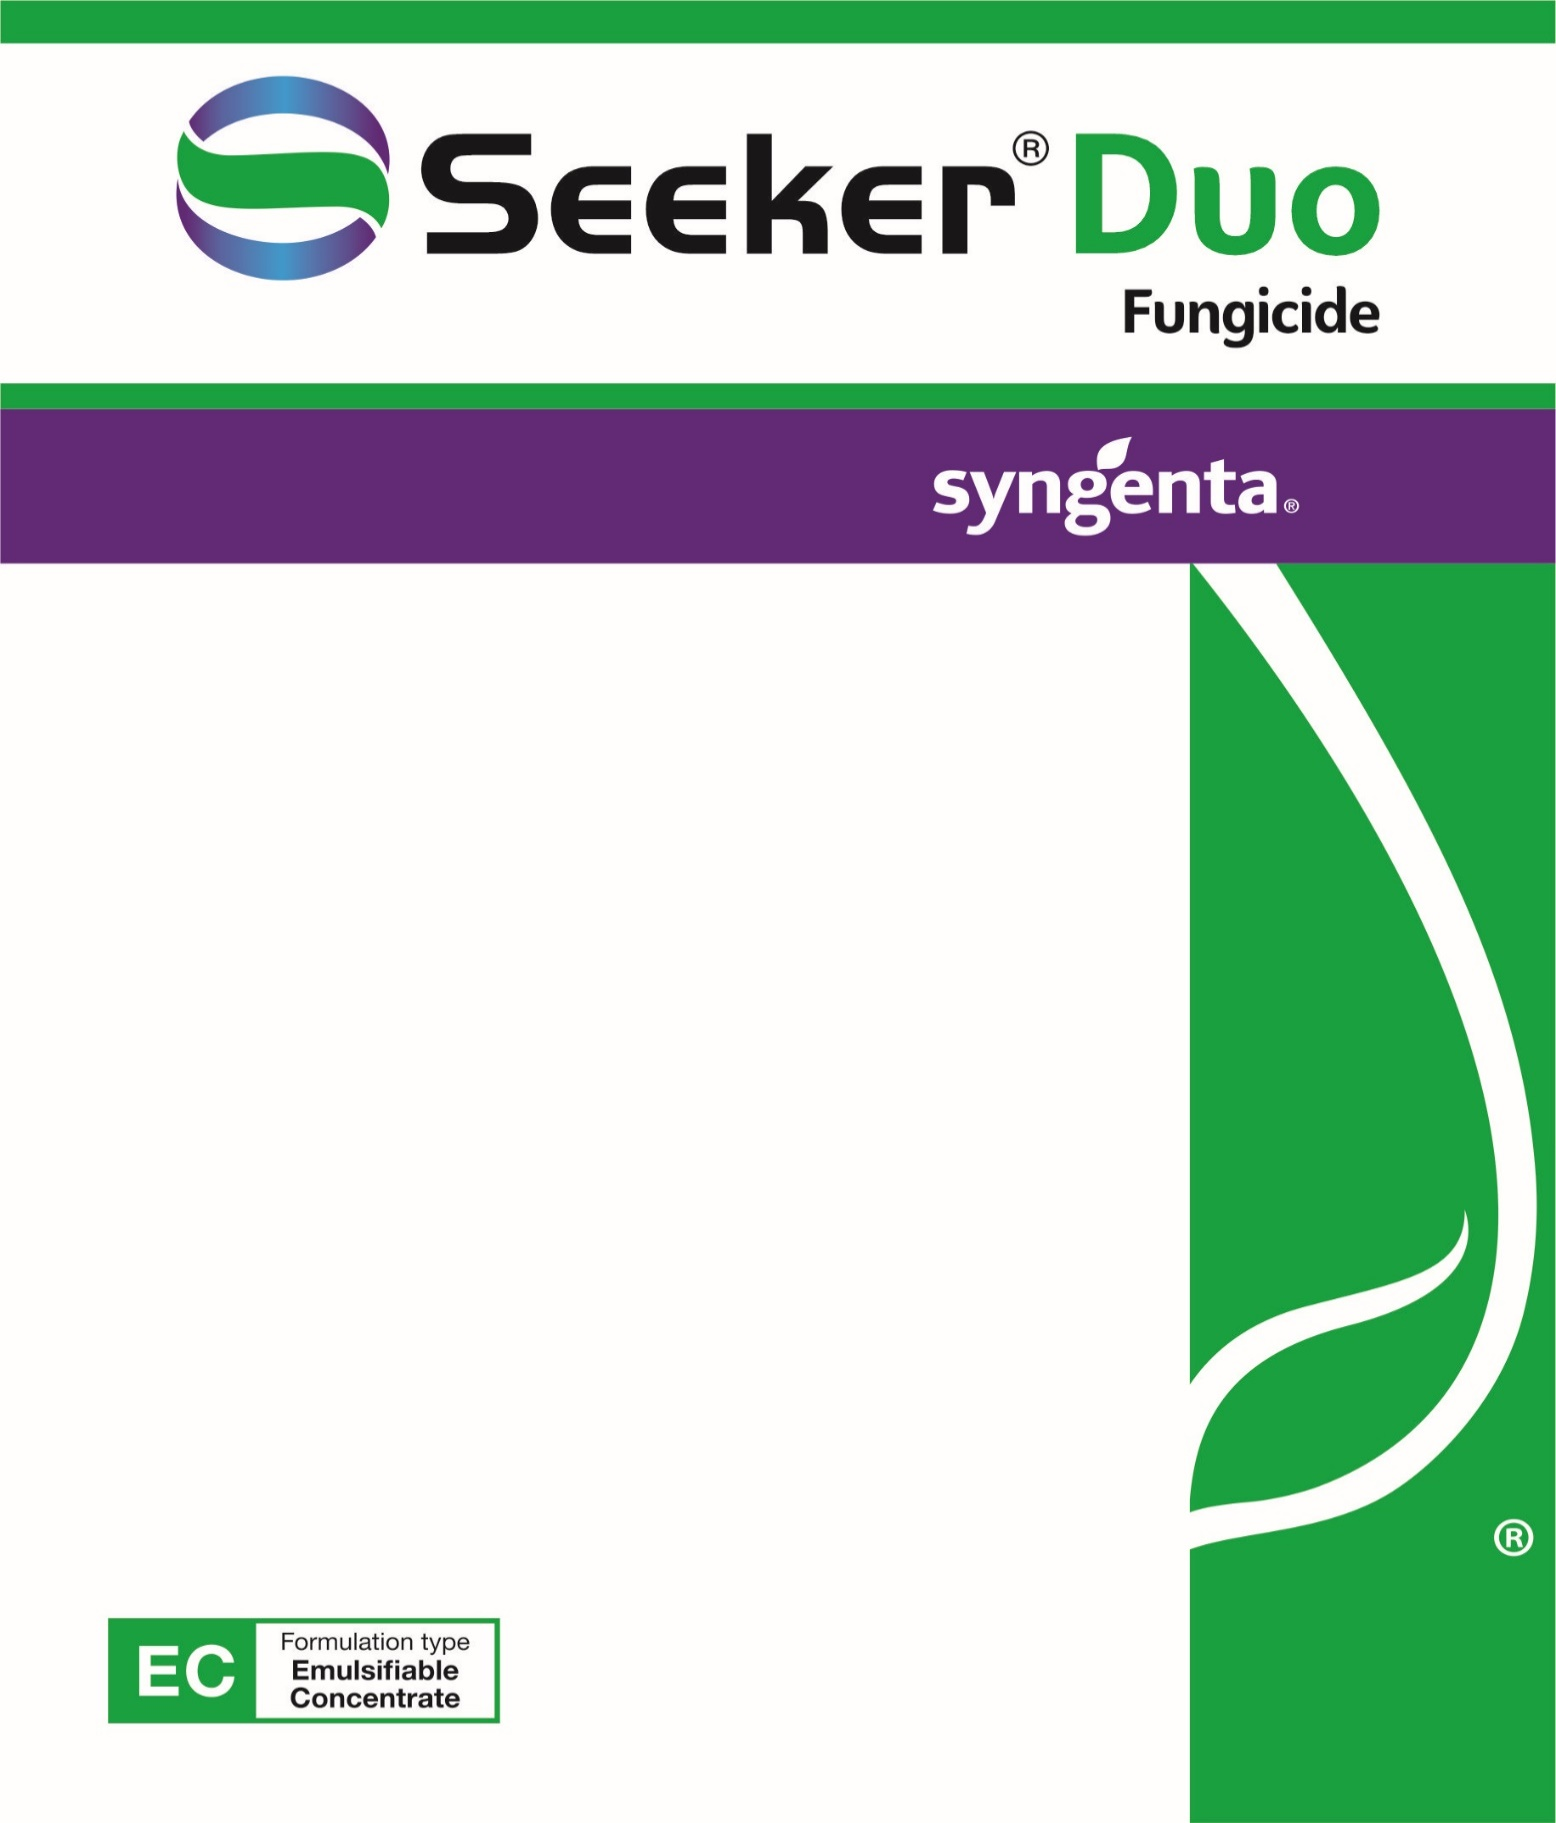 Seeker® Duo
Fungicide
syngenta®
®
EC
Formulation type
Emulsifiable
Concentrate